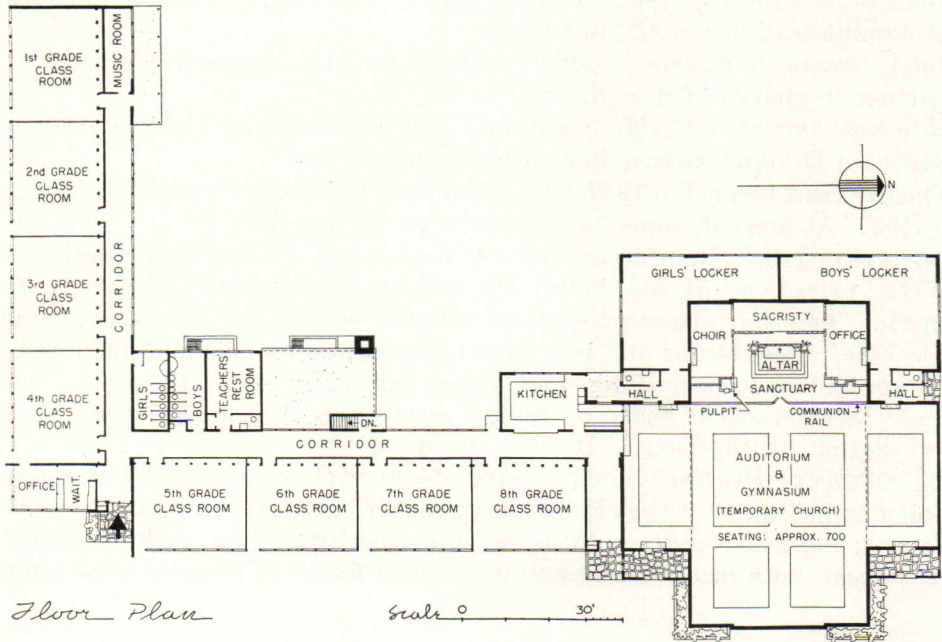 1st GRADE
CLASS
ROOM
MUSIC ROOM
2nd GRADE
CLASS
ROOM
3rd GRADE
CLASS
ROOM
CORRIDOR
4th GRADE
CLASS
ROOM
OFFICE
WAIT.
GIRLS
BOYS
TEACHERS'
REST
ROOM
DN.
CORRIDOR
5th GRADE
CLASS ROOM
6th GRADE
CLASS ROOM
7th GRADE
CLASS ROOM
8th GRADE
CLASS ROOM
KITCHEN
N
GIRLS' LOCKER
BOYS' LOCKER
SACRISTY
CHOIR
OFFICE
ALTAR
HALL
SANCTUARY
HALL
PULPIT
COMMUNION
RAIL
AUDITORIUM
&
GYMNASIUM
(TEMPORARY CHURCH)
SEATING: APPROX. 700
Floor Plan
Scale 0 30'